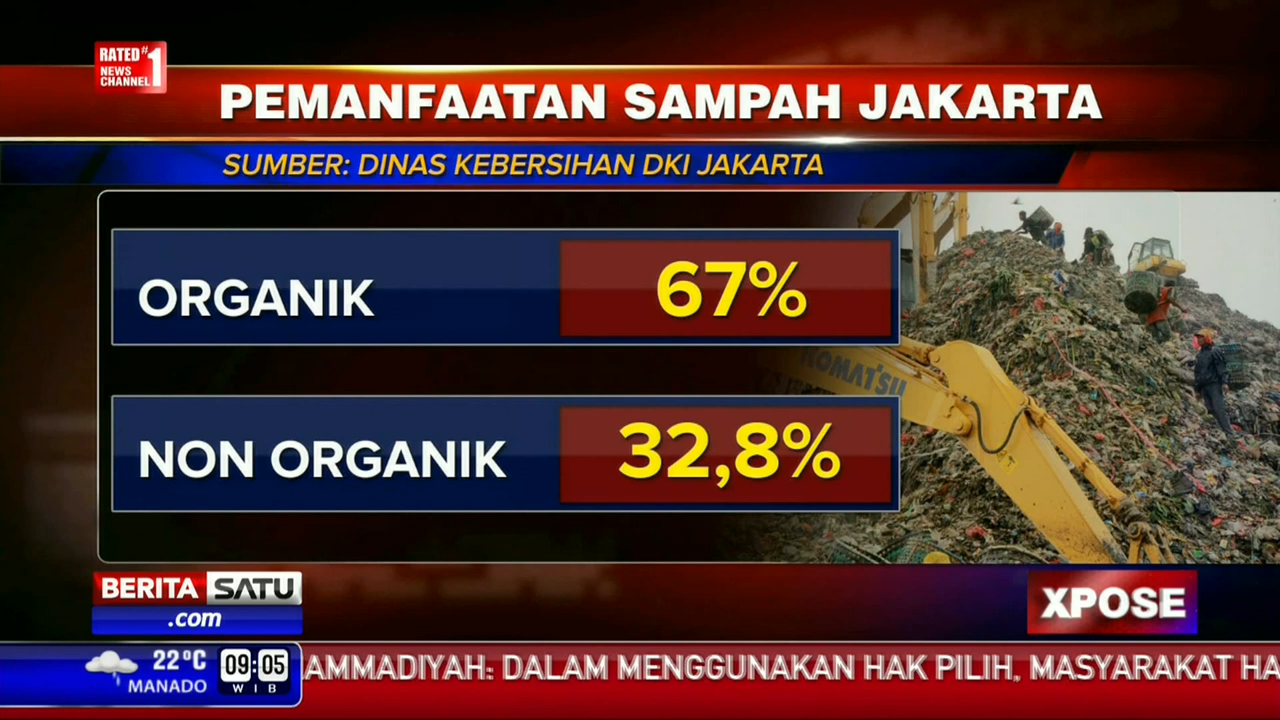 RATED #1
NEWS
CHANNEL
PEMANFAATAN SAMPAH JAKARTA
SUMBER: DINAS KEBERSIHAN DKI JAKARTA
ORGANIK 67%
NON ORGANIK 32,8%
KOMATSU
BERITA SATU
.com
XPOSE
22°C
MANADO
09:05
WIB
AMMADIYAH: DALAM MENGGUNAKAN HAK PILIH, MASYARAKAT HA